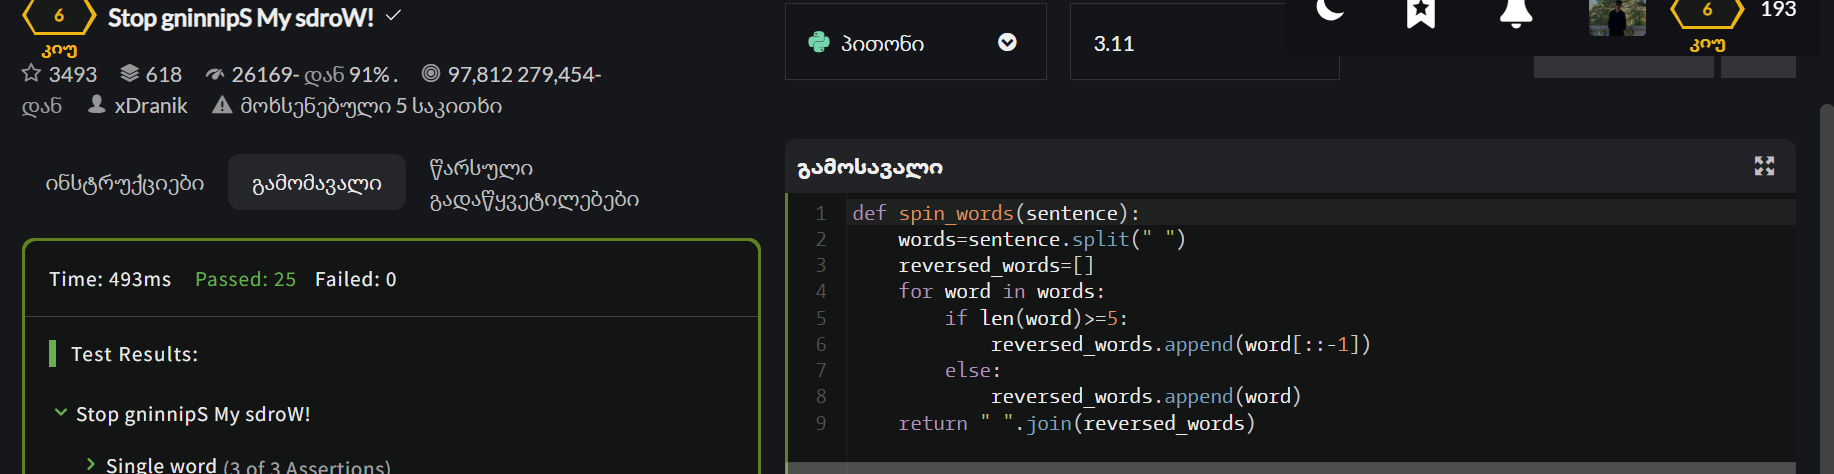 6
Stop gninnipS My sdroW!
კიუ
3493 618 26169- დან 91% . 97,812 279,454-
დან xDranik მოხსენებული 5 საკითხი
ინსტრუქციები
გამომავალი
წარსული
გადაწყვეტილებები
Time: 493ms Passed: 25 Failed: 0
Test Results:
Stop gninnipS My sdroW!
Single word (3 of 3 Assertions)
პითონი
3.11
6
კიუ
193
გამოსავალი
1 def spin_words(sentence):
2 words=sentence.split(" ")
3 reversed_words=[]
4 for word in words:
5 if len(word)>=5:
6 reversed_words.append(word[::-1])
7 else:
8 reversed_words.append(word)
9 return " ".join(reversed_words)